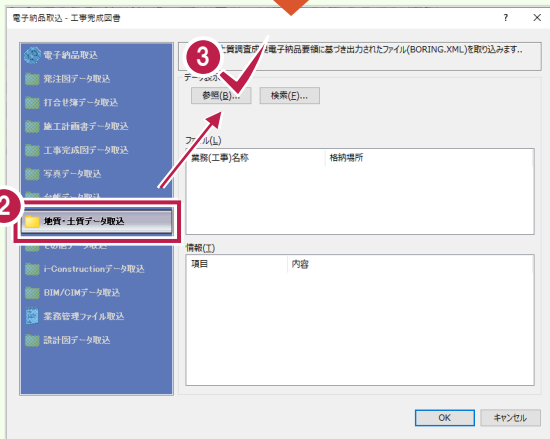 電子納品取込 - 工事完成図書
? ×
電子納品取込
発注図データ取込
打合せ簿データ取込
施工計画書データ取込
工事完成図データ取込
写真データ取込
2
地質・土質データ取込
i-Constructionデータ取込
BIM/CIMデータ取込
業務管理ファイル取込
設計図データ取込
3
土質調査成果電子納品要領に基づき出力されたファイル(BORING.XML)を取り込みます..
データ表示
参照(B)...
検索(F)...
ファイル(L)
業務(工事)名称 格納場所
情報(T)
項目 内容
OK キャンセル